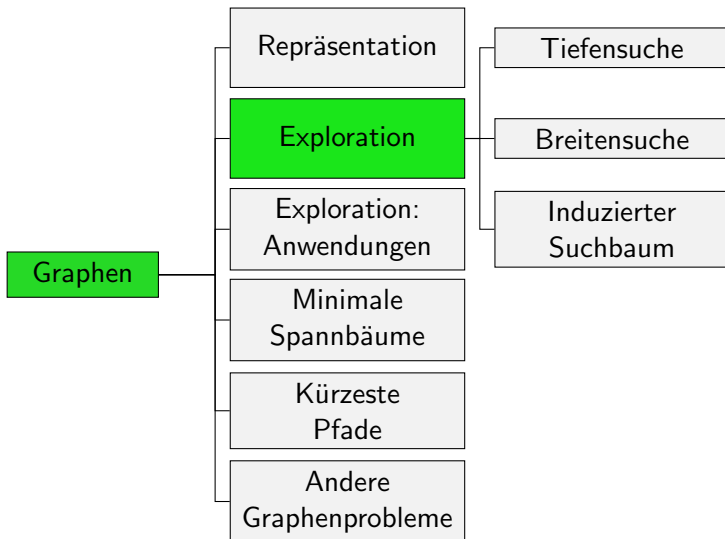 Graphen
Repräsentation
Exploration
Exploration:
Anwendungen
Minimale
Spannbäume
Kürzeste
Pfade
Andere
Graphenprobleme
Tiefensuche
Breitensuche
Induzierter
Suchbaum